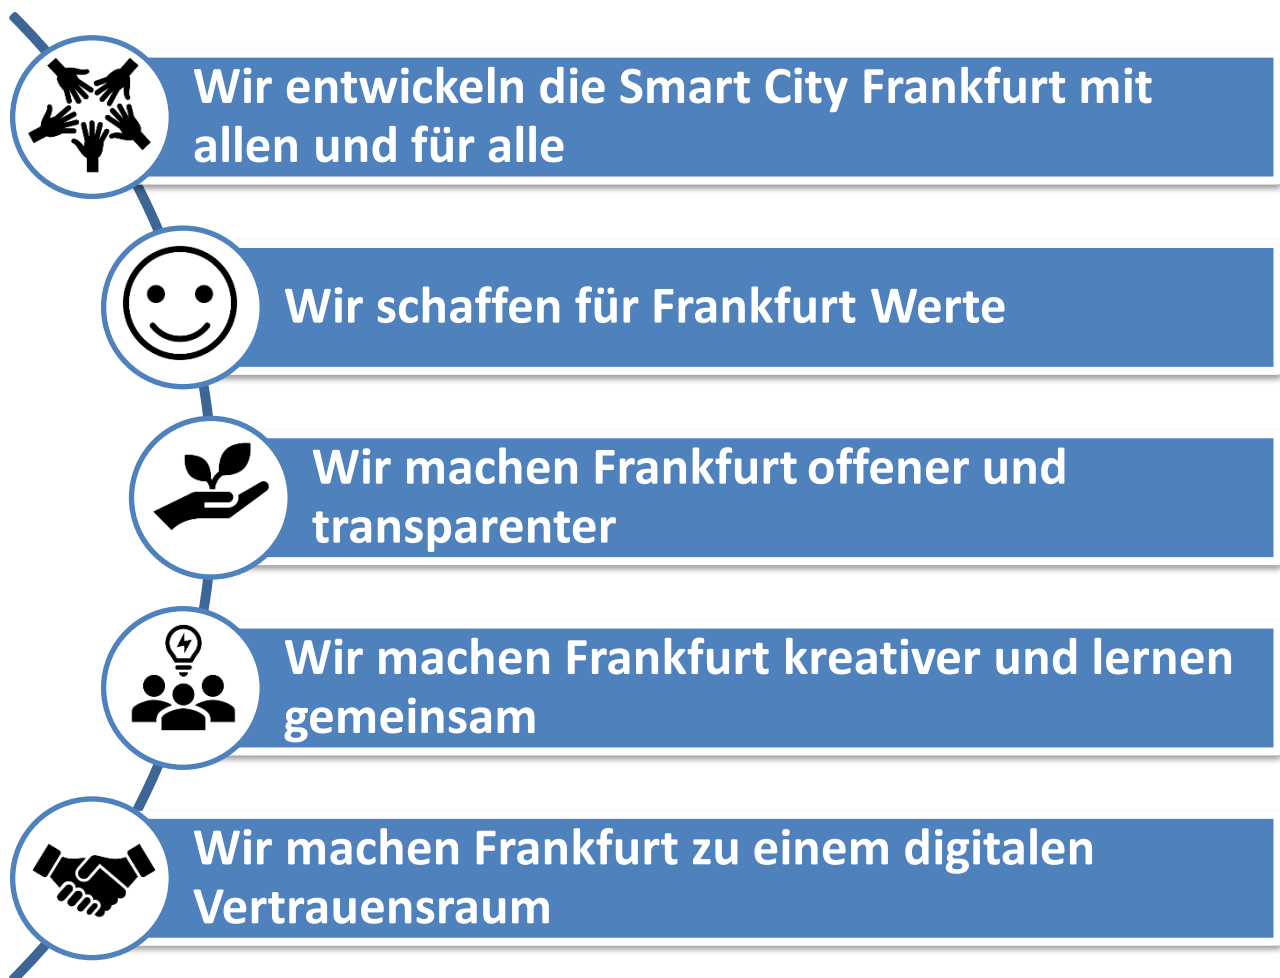 Wir entwickeln die Smart City Frankfurt mit
allen und für alle
Wir schaffen für Frankfurt Werte
Wir machen Frankfurt offener und
transparenter
Wir machen Frankfurt kreativer und lernen
gemeinsam
Wir machen Frankfurt zu einem digitalen
Vertrauensraum